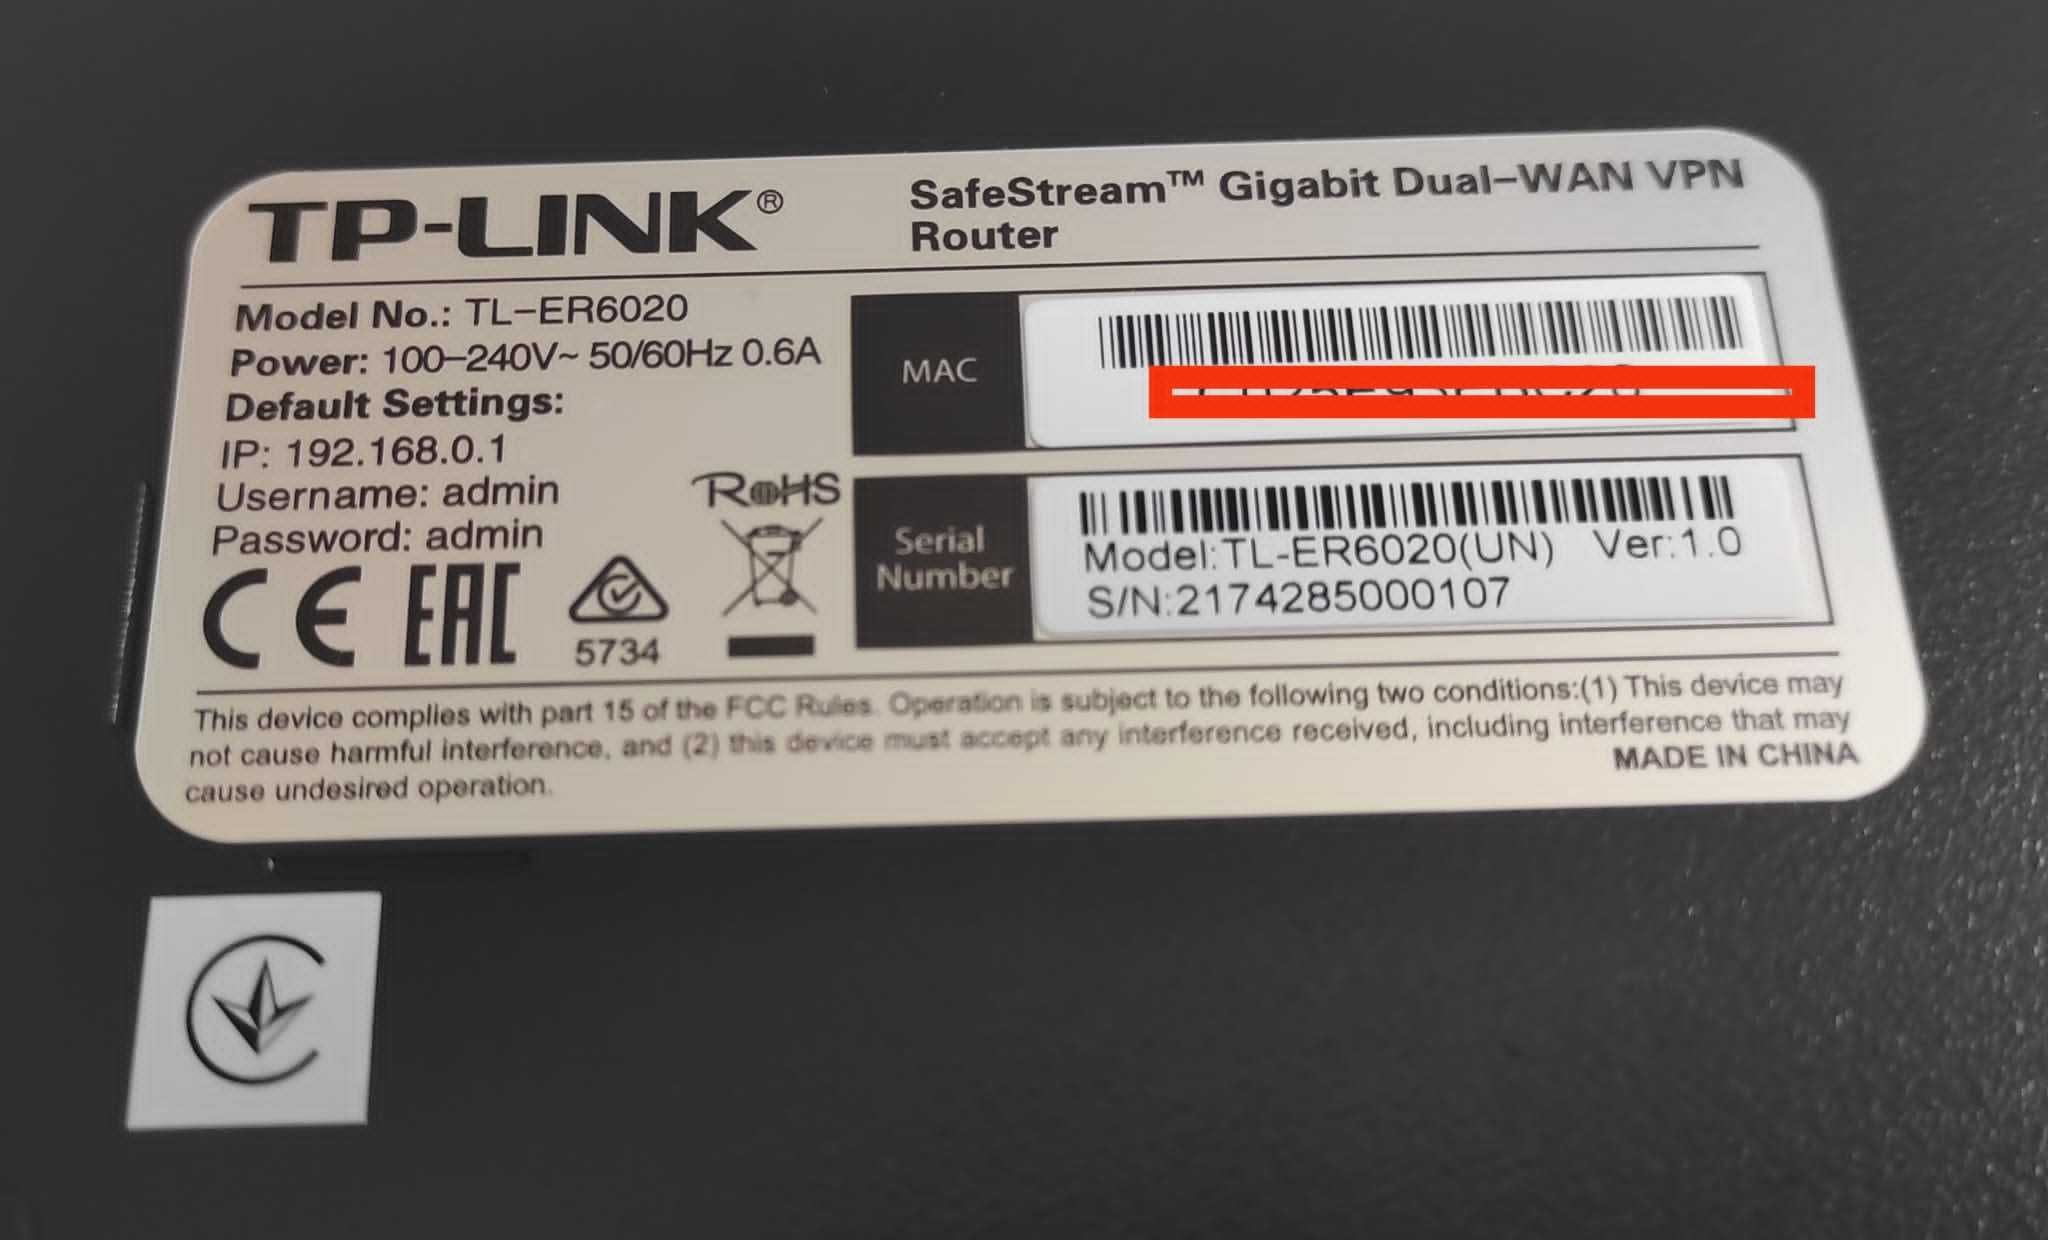 TP-LINK®
SafeStream™ Gigabit Dual-WAN VPN
Router
Model No.: TL-ER6020
Power: 100-240V~ 50/60Hz 0.6A
Default Settings:
IP: 192.168.0.1
Username: admin
Password: admin
CE EAC
5734
RoHS
MAC
Serial
Number
Model:TL-ER6020(UN) Ver:1.0
S/N:2174285000107
This device complies with part 15 of the FCC Rules. Operation is subject to the following two conditions:(1) This device may
not cause harmful interference, and (2) this device must accept any interference received, including interference that may
cause undesired operation.
MADE IN CHINA